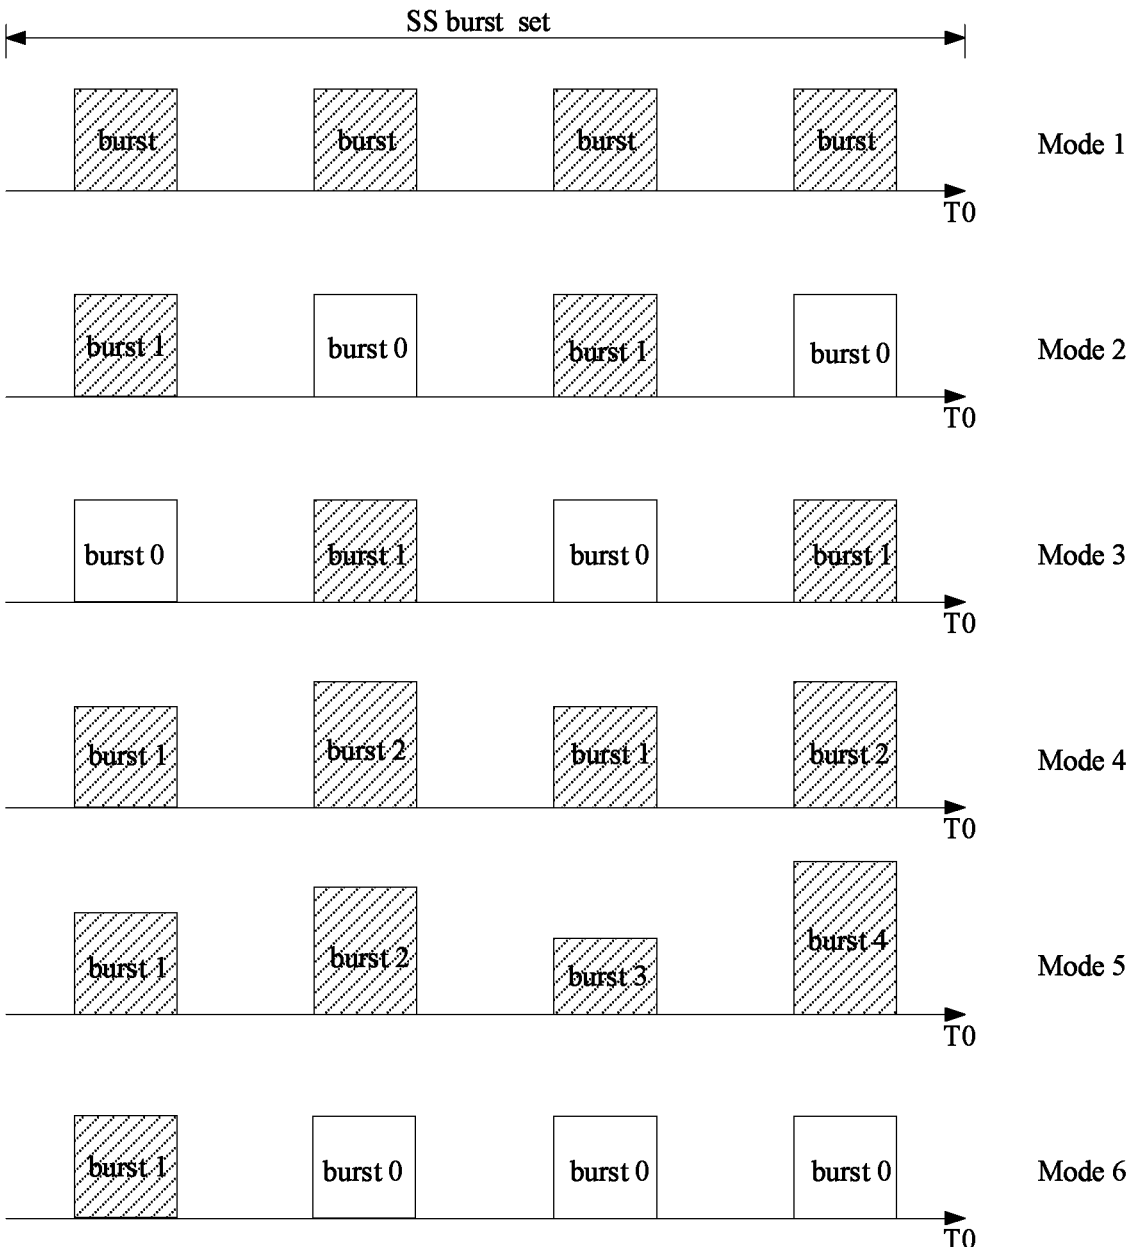 SS burst set
burst burst burst burst Mode 1
T0
burst 1 burst 0 burst 1 burst 0 Mode 2
T0
burst 0 burst 1 burst 0 burst 1 Mode 3
T0
burst 1 burst 2 burst 1 burst 2 Mode 4
T0
burst 1 burst 2 burst 3 burst 4 Mode 5
T0
burst 1 burst 0 burst 0 burst 0 Mode 6
T0